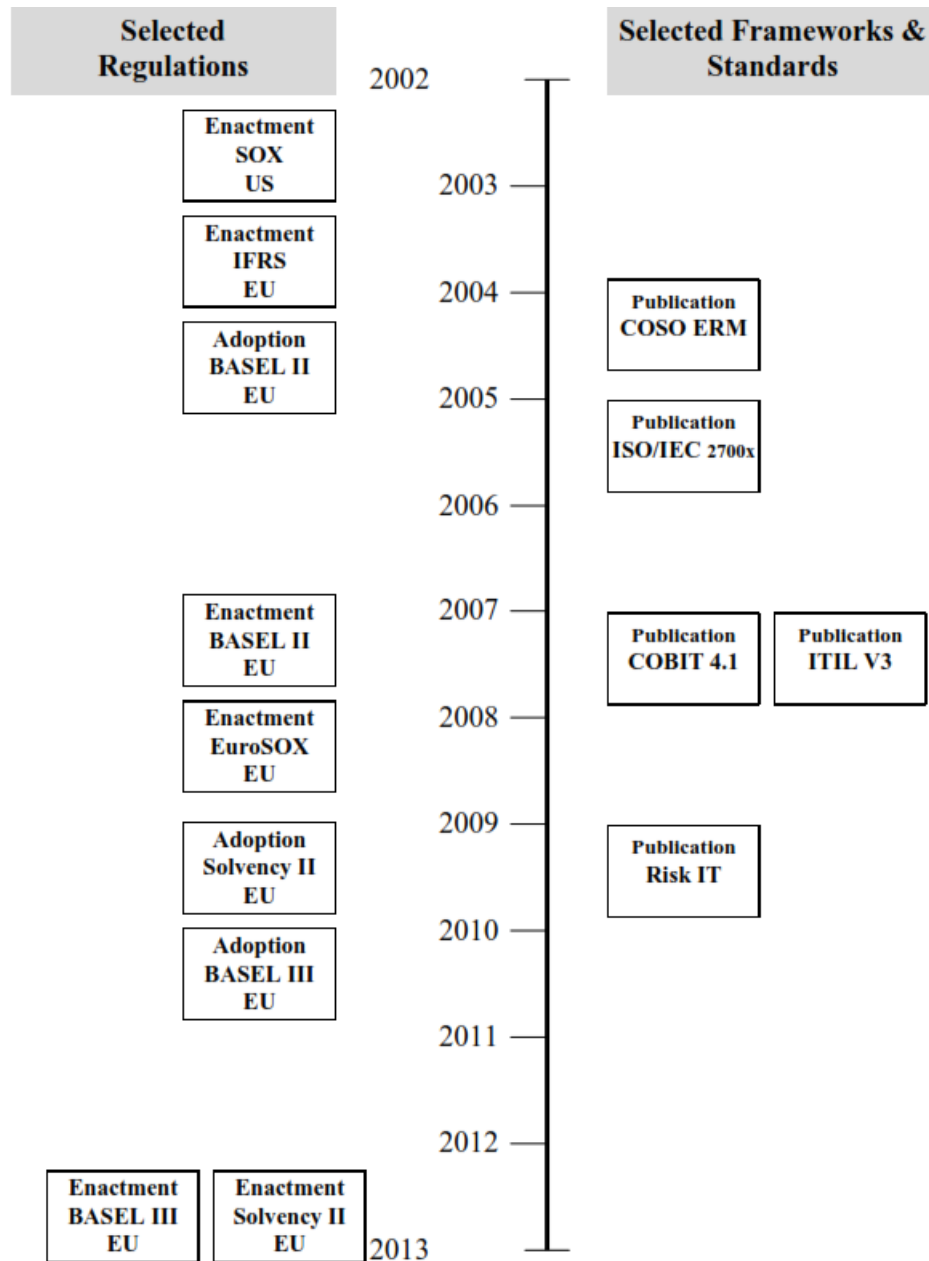 Selected
Regulations
Selected Frameworks &
Standards
2002
Enactment
SOX
US
2003
Enactment
IFRS
EU
2004
Publication
COSO ERM
Adoption
BASEL II
EU
2005
Publication
ISO/IEC 2700x
2006
Enactment
BASEL II
EU
2007
Publication
COBIT 4.1
Publication
ITIL V3
Enactment
EuroSOX
EU
2008
2009
Adoption
Solvency II
EU
Publication
Risk IT
2010
Adoption
BASEL III
EU
2011
2012
Enactment
BASEL III
EU
Enactment
Solvency II
EU
2013